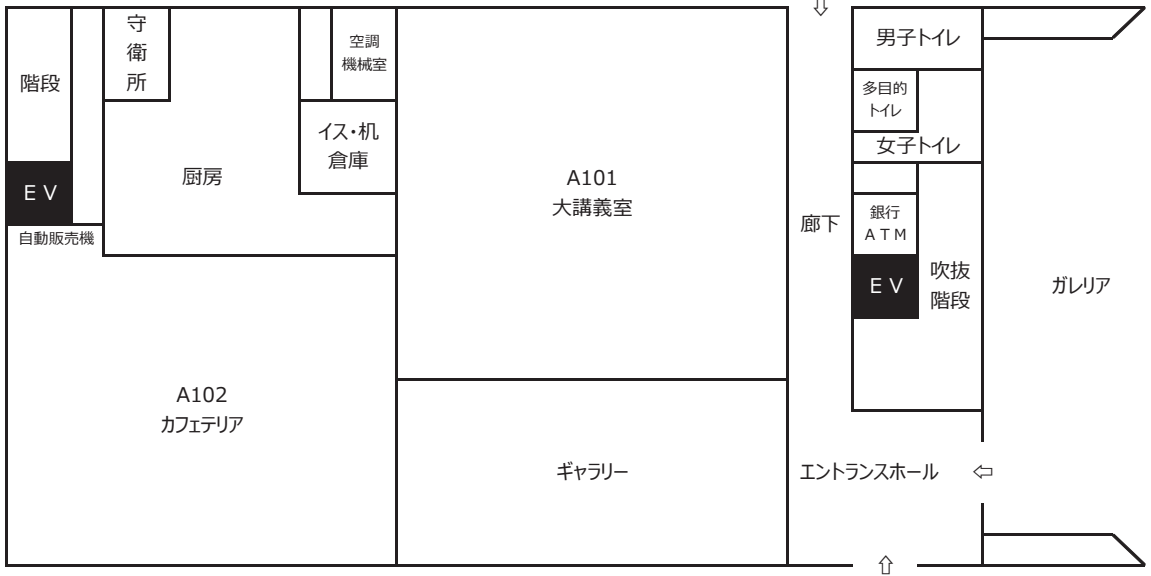 ⇩
守
衛
所
空調
機械室
男子トイレ
階段
多目的
トイレ
イス・机
倉庫
女子トイレ
厨房
A101
大講義室
ＥＶ
銀行
ＡＴＭ
廊下
自動販売機
ＥＶ
吹抜
階段
ガレリア
A102
カフェテリア
ギャラリー
エントランスホール ⇦
⇧